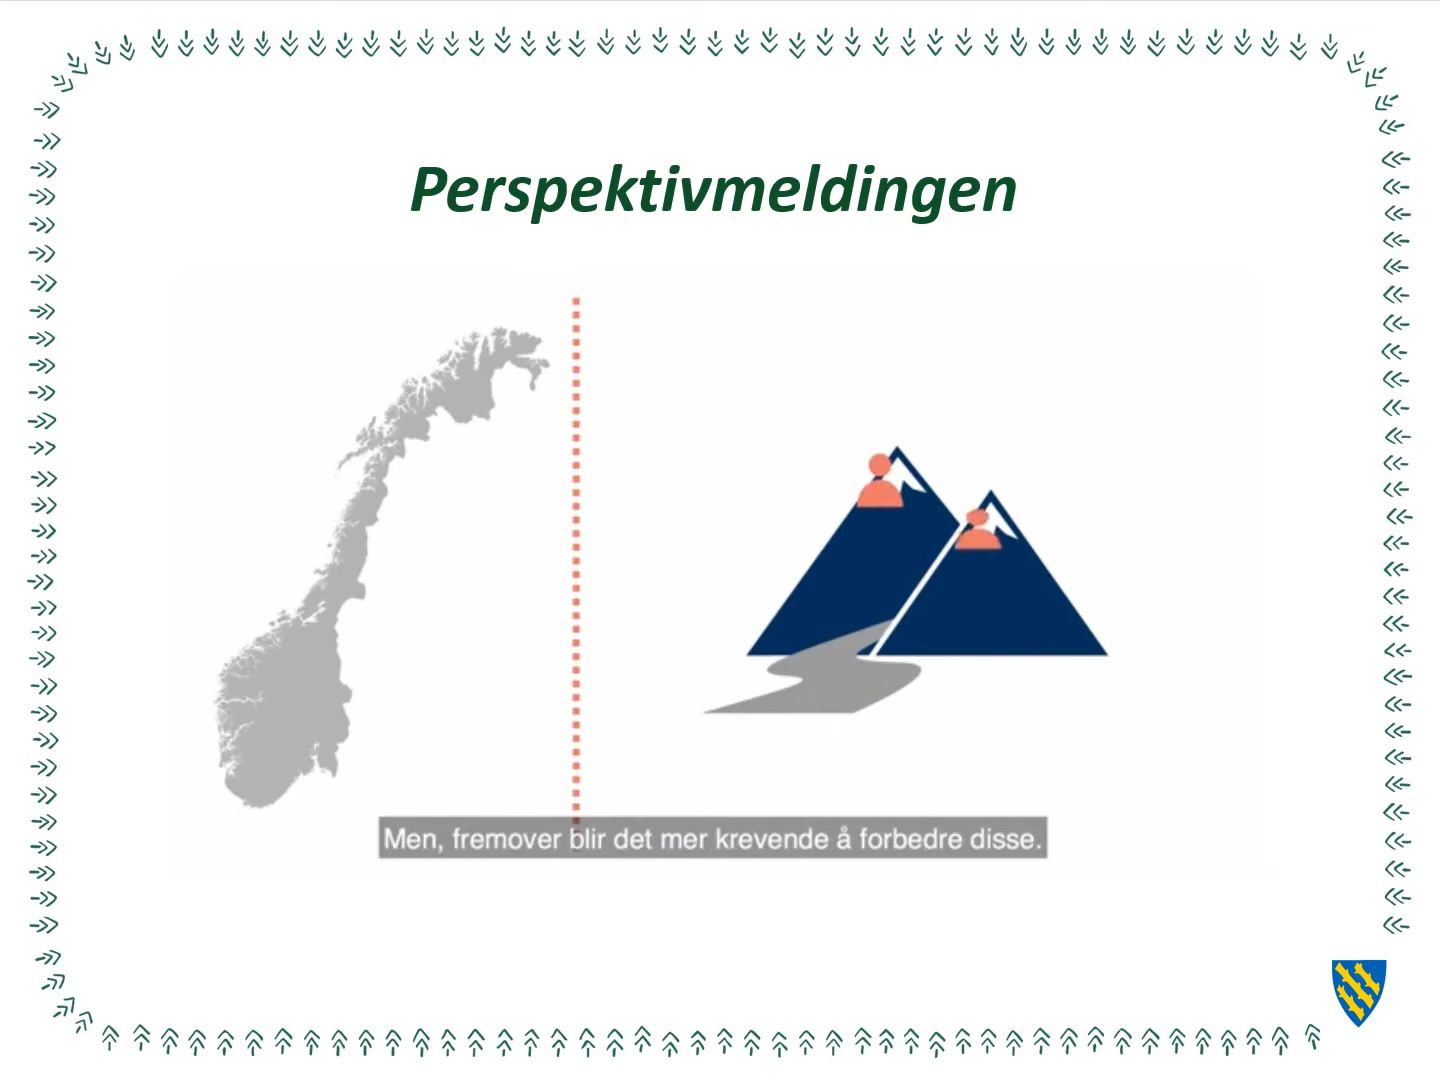 Perspektivmeldingen
Men, fremover blir det mer krevende å forbedre disse.